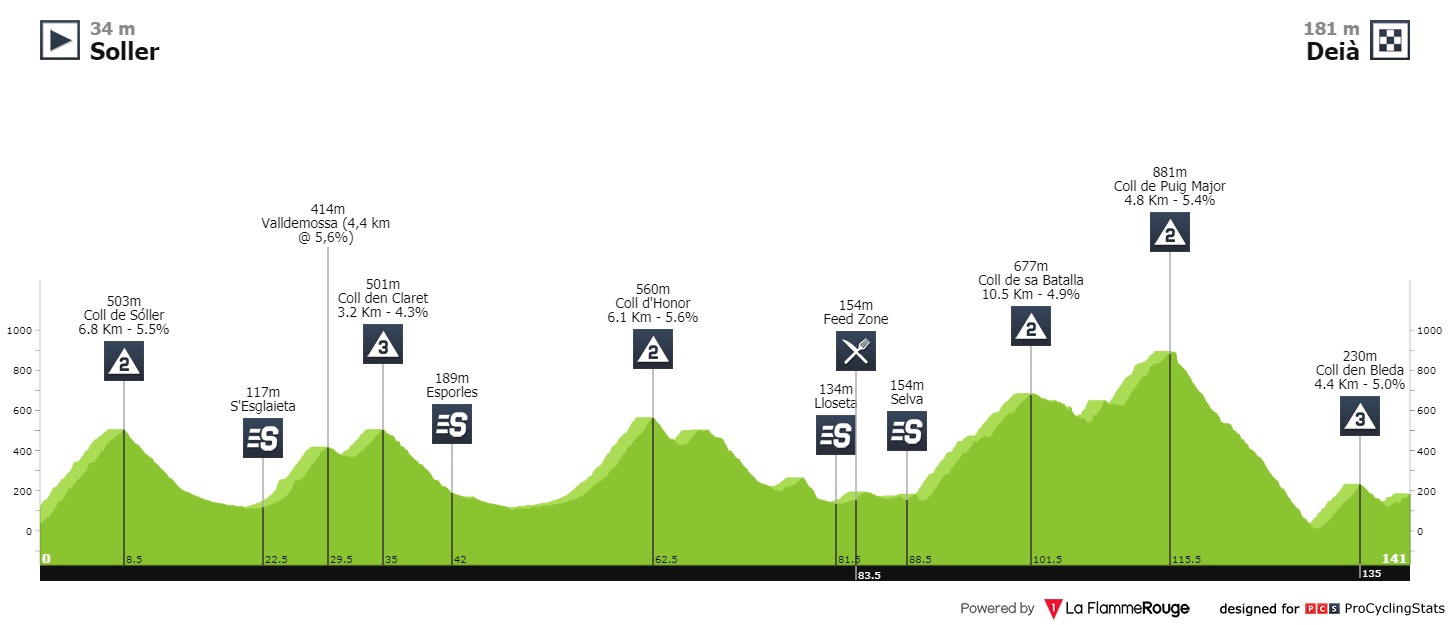 34 m
Soller
181 m
Deià
881m
Coll de Puig Major
4.8 Km - 5.4%
2
414m
Valldemossa (4,4 km
@ 5,6%)
677m
Coll de sa Batalla
10.5 Km - 4.9%
2
501m
Coll den Claret
3.2 Km - 4.3%
3
560m
Coll d'Honor
6.1 Km - 5.6%
2
503m
Coll de Sóller
6.8 Km - 5.5%
2
154m
Feed Zone
230m
Coll den Bleda
4.4 Km - 5.0%
3
189m
Esporles
S
117m
S'Esglaieta
S
134m
Lloseta
S
154m
Selva
S
1000
800
600
400
200
0
1000
800
600
400
200
0
0
8.5
22.5
29.5
35
42
62.5
81.5
88.5
101.5
115.5
141
83.5
135
Powered by 1 La FlammeRouge designed for PCS ProCyclingStats